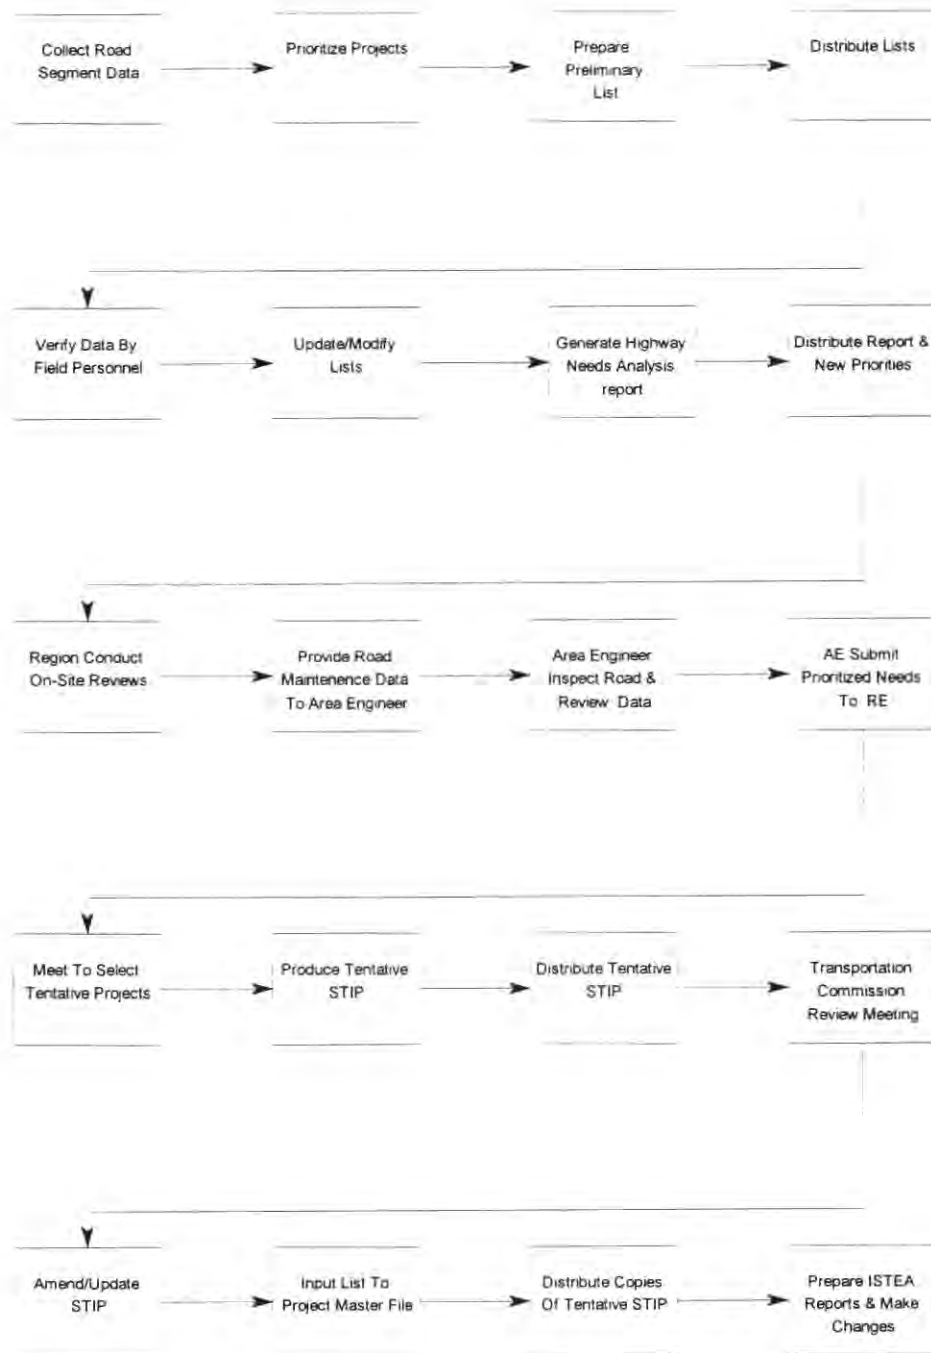 Collect Road
Segment Data
Prioritize Projects
Prepare
Preliminary
List
Distribute Lists
Verify Data By
Field Personnel
Update/Modify
Lists
Generate Highway
Needs Analysis
report
Distribute Report &
New Priorities
Region Conduct
On-Site Reviews
Provide Road
Maintenence Data
To Area Engineer
Area Engineer
Inspect Road &
Review Data
AE Submit
Prioritized Needs
To RE
Meet To Select
Tentative Projects
Produce Tentative
STIP
Distribute Tentative
STIP
Transportation
Commission
Review Meeting
Amend/Update
STIP
Input List To
Project Master File
Distribute Copies
Of Tentative STIP
Prepare ISTEA
Reports & Make
Changes